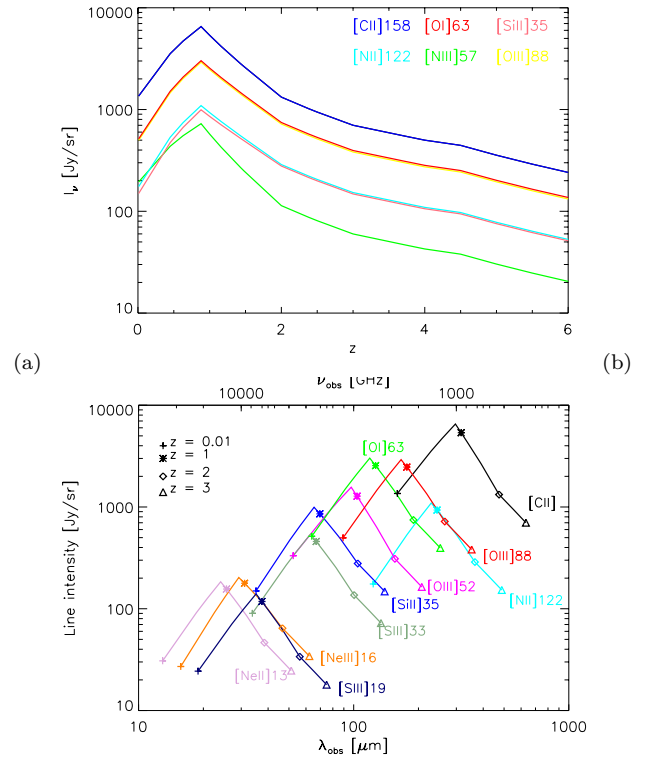 10000
1000
100
10
I_ν [Jy/sr]
[CII]158 [OI]63 [SiII]35
[NII]122 [NIII]57 [OIII]88
0 2 4 6
z
(a) (b)
ν_obs [GHz]
10000 1000
10000
1000
100
10
Line intensity [Jy/sr]
z = 0.01
z = 1
z = 2
z = 3
[OI]63
[CII]
[OIII]88
[OIII]52
[NII]122
[SiII]35
[SIII]33
[NeIII]16
[NeII]13
[SIII]19
10 100 1000
λ_obs [μm]